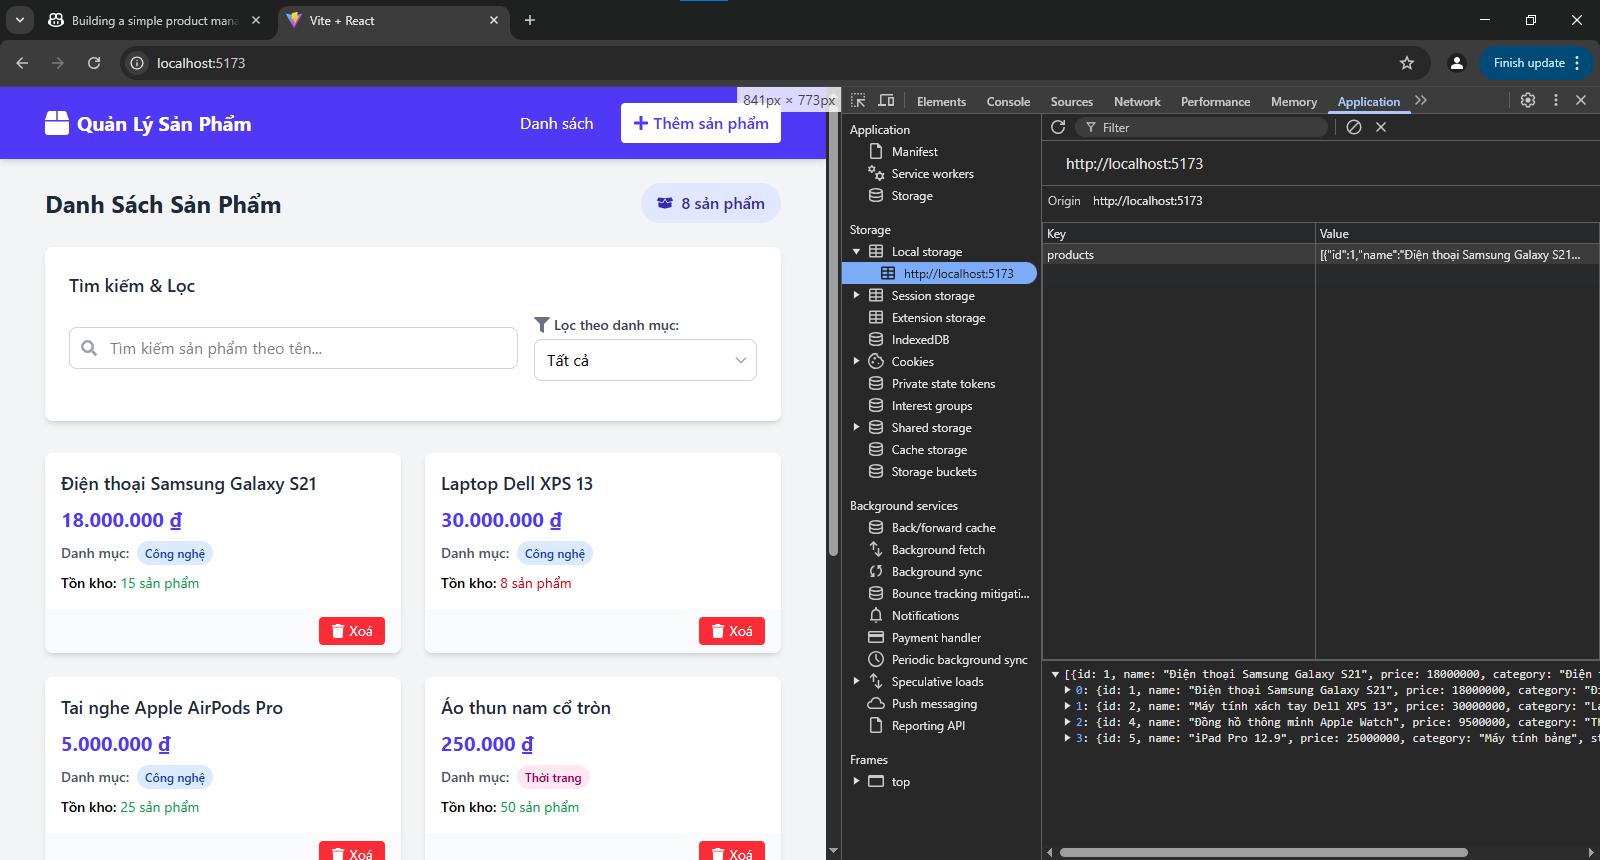 Building a simple product mana
Vite + React
localhost:5173
Finish update
Quản Lý Sản Phẩm
Danh sách
Thêm sản phẩm
841px × 773px
Danh Sách Sản Phẩm
8 sản phẩm
Tìm kiếm & Lọc
Tìm kiếm sản phẩm theo tên...
Lọc theo danh mục:
Tất cả
Điện thoại Samsung Galaxy S21
18.000.000 ₫
Danh mục: Công nghệ
Tồn kho: 15 sản phẩm
Xoá
Laptop Dell XPS 13
30.000.000 ₫
Danh mục: Công nghệ
Tồn kho: 8 sản phẩm
Xoá
Tai nghe Apple AirPods Pro
5.000.000 ₫
Danh mục: Công nghệ
Tồn kho: 25 sản phẩm
Xoá
Áo thun nam cổ tròn
250.000 ₫
Danh mục: Thời trang
Tồn kho: 50 sản phẩm
Xoá
Elements Console Sources Network Performance Memory Application
Application
Manifest
Service workers
Storage
Storage
Local storage
http://localhost:5173
Session storage
Extension storage
IndexedDB
Cookies
Private state tokens
Interest groups
Shared storage
Cache storage
Storage buckets
Background services
Back/forward cache
Background fetch
Background sync
Bounce tracking mitigati...
Notifications
Payment handler
Periodic background sync
Speculative loads
Push messaging
Reporting API
Frames
top
Filter
http://localhost:5173
Origin http://localhost:5173
Key Value
products [{"id":1,"name":"Điện thoại Samsung Galaxy S21...
[{id: 1, name: "Điện thoại Samsung Galaxy S21", price: 18000000, category: "Điện
0: {id: 1, name: "Điện thoại Samsung Galaxy S21", price: 18000000, category: "Đi
1: {id: 2, name: "Máy tính xách tay Dell XPS 13", price: 30000000, category: "La
2: {id: 4, name: "Đồng hồ thông minh Apple Watch", price: 9500000, category: "Th
3: {id: 5, name: "iPad Pro 12.9", price: 25000000, category: "Máy tính bảng", st